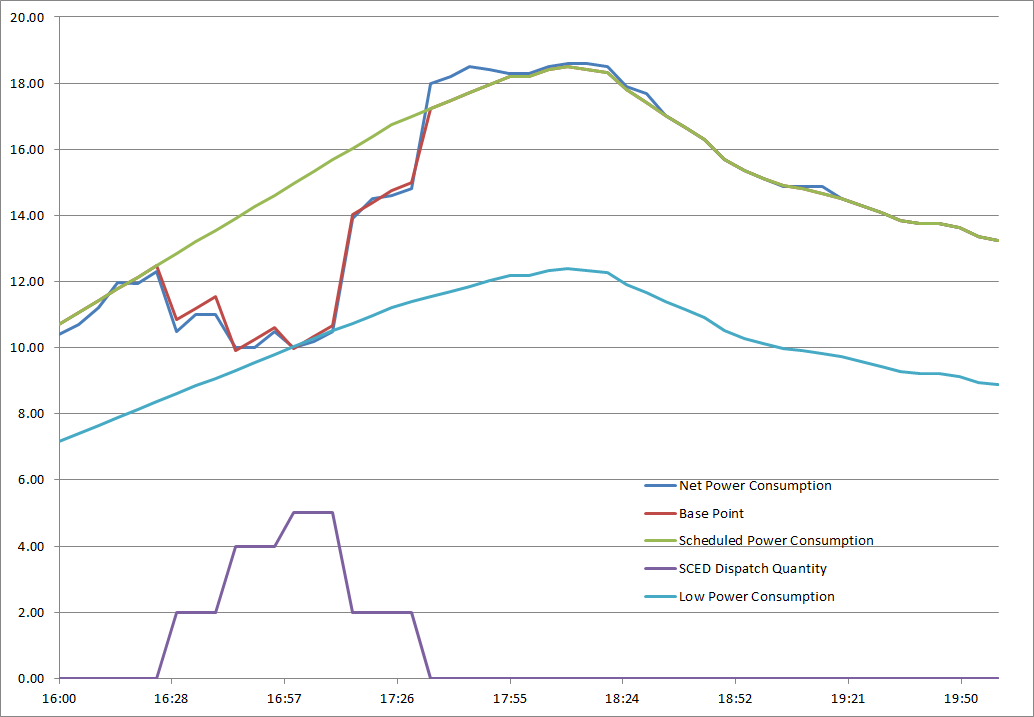 20.00
18.00
16.00
14.00
12.00
10.00
8.00
6.00
Net Power Consumption
Base Point
Scheduled Power Consumption
4.00
SCED Dispatch Quantity
Low Power Consumption
2.00
0.00
16:00 16:28 16:57 17:26 17:55 18:24 18:52 19:21 19:50